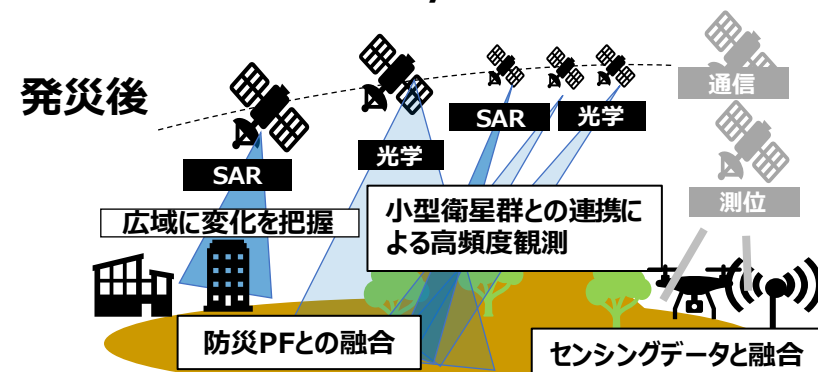 発災後
通信
SAR
光学
SAR
光学
測位
広域に変化を把握
小型衛星群との連携に
よる高頻度観測
防災PFとの融合
センシングデータと融合